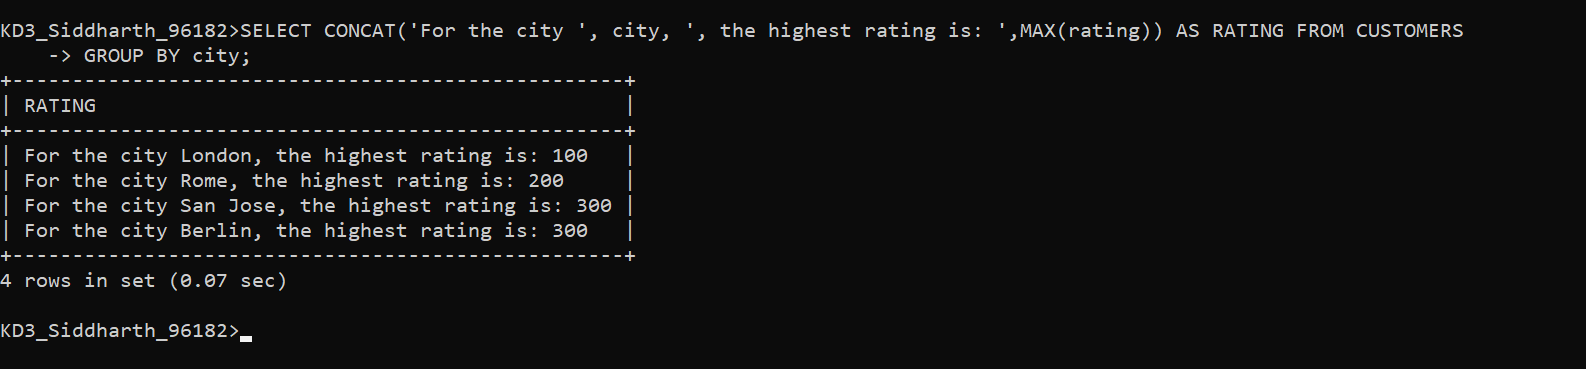 KD3_Siddharth_96182>SELECT CONCAT('For the city ', city, ', the highest rating is: ',MAX(rating)) AS RATING FROM CUSTOMERS
    -> GROUP BY city;
+---------------------------------------------------+
| RATING                                            |
+---------------------------------------------------+
| For the city London, the highest rating is: 100   |
| For the city Rome, the highest rating is: 200     |
| For the city San Jose, the highest rating is: 300 |
| For the city Berlin, the highest rating is: 300   |
+---------------------------------------------------+
4 rows in set (0.07 sec)
KD3_Siddharth_96182>